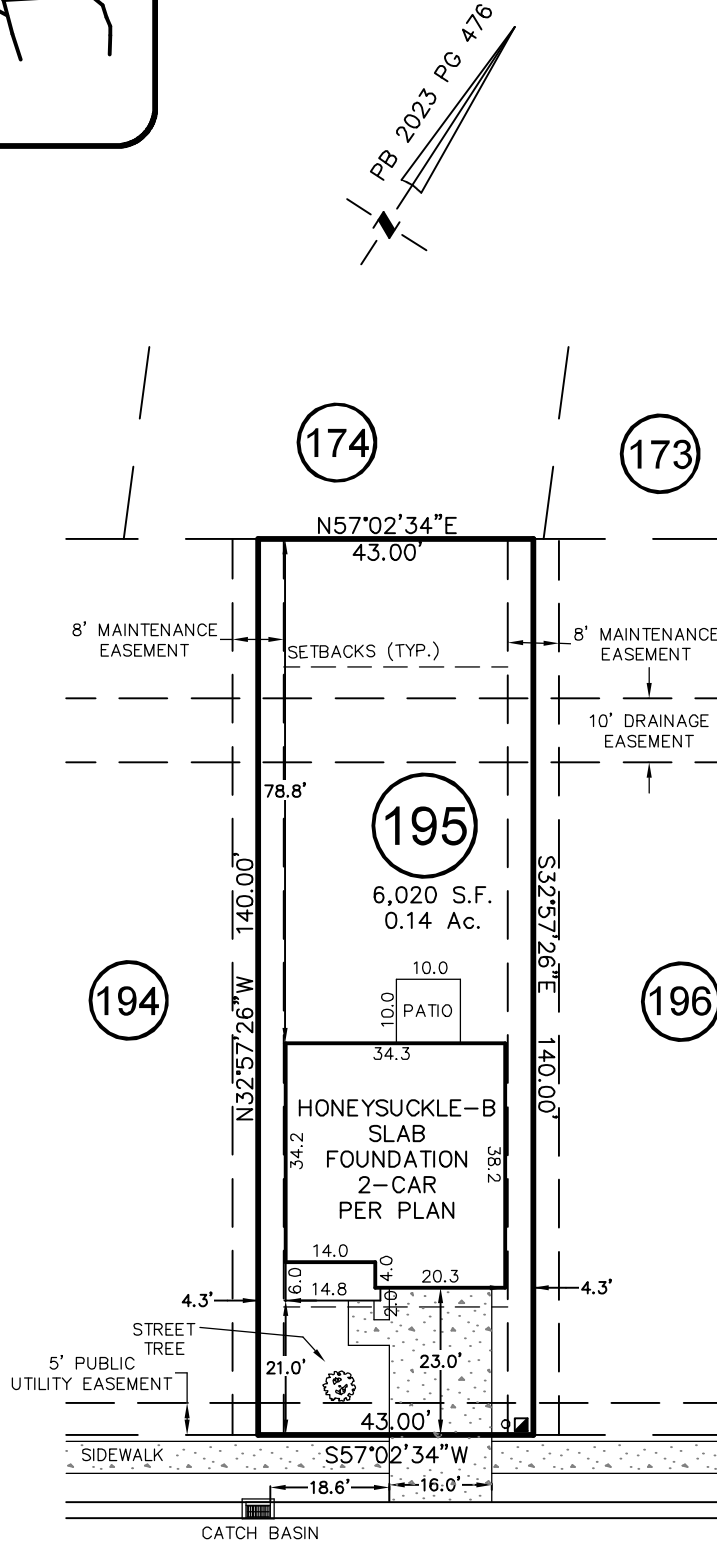 PB 2023 PG 476
174
173
N57°02'34"E
43.00'
8' MAINTENANCE
EASEMENT
SETBACKS (TYP.)
8' MAINTENANCE
EASEMENT
10' DRAINAGE
EASEMENT
78.8'
195
6,020 S.F.
0.14 Ac.
N32°57'26"W 140.00'
S32°57'26"E 140.00'
194
196
10.0
10.0
PATIO
34.3
HONEYSUCKLE-B
SLAB
FOUNDATION
2-CAR
PER PLAN
34.2
38.2
14.0
6.0
14.8
4.0
2.0
20.3
4.3'
4.3'
STREET
TREE
5' PUBLIC
UTILITY EASEMENT
21.0'
23.0'
43.00'
SIDEWALK
S57°02'34"W
18.6'
16.0'
CATCH BASIN